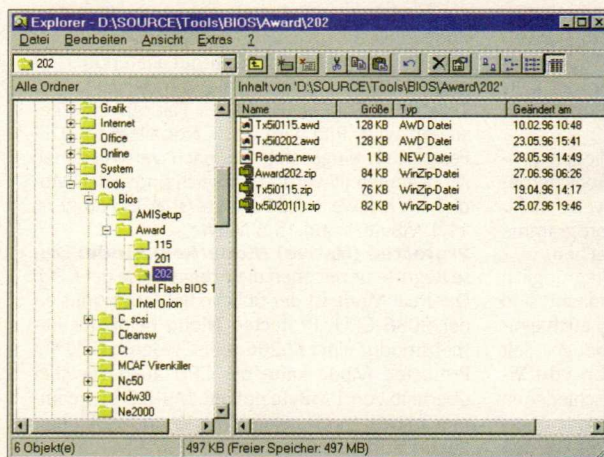 Explorer - D:\SOURCE\Tools\BIOS\Award\202
Datei Bearbeiten Ansicht Extras ?
202
Alle Ordner
Inhalt von 'D:\SOURCE\Tools\BIOS\Award\202'
Grafik
Internet
Office
Online
System
Tools
Bios
AMISetup
Award
115
201
202
Intel Flash BIOS 1
Intel Orion
C_scsi
Cleansw
Ct
MCAF Virenkiller
Nc50
Ndw30
Ne2000
Name Größe Typ Geändert am
Tx5i0115.awd 128 KB AWD Datei 10.02.96 10:48
Tx5i0202.awd 128 KB AWD Datei 23.05.96 15:41
Readme.new 1 KB NEW Datei 28.05.96 14:49
Award202.zip 84 KB WinZip-Datei 27.06.96 06:26
Tx5i0115.zip 76 KB WinZip-Datei 19.04.96 14:17
tx5i0201(1).zip 82 KB WinZip-Datei 25.07.96 19:46
6 Objekt(e)
497 KB (Freier Speicher: 497 MB)